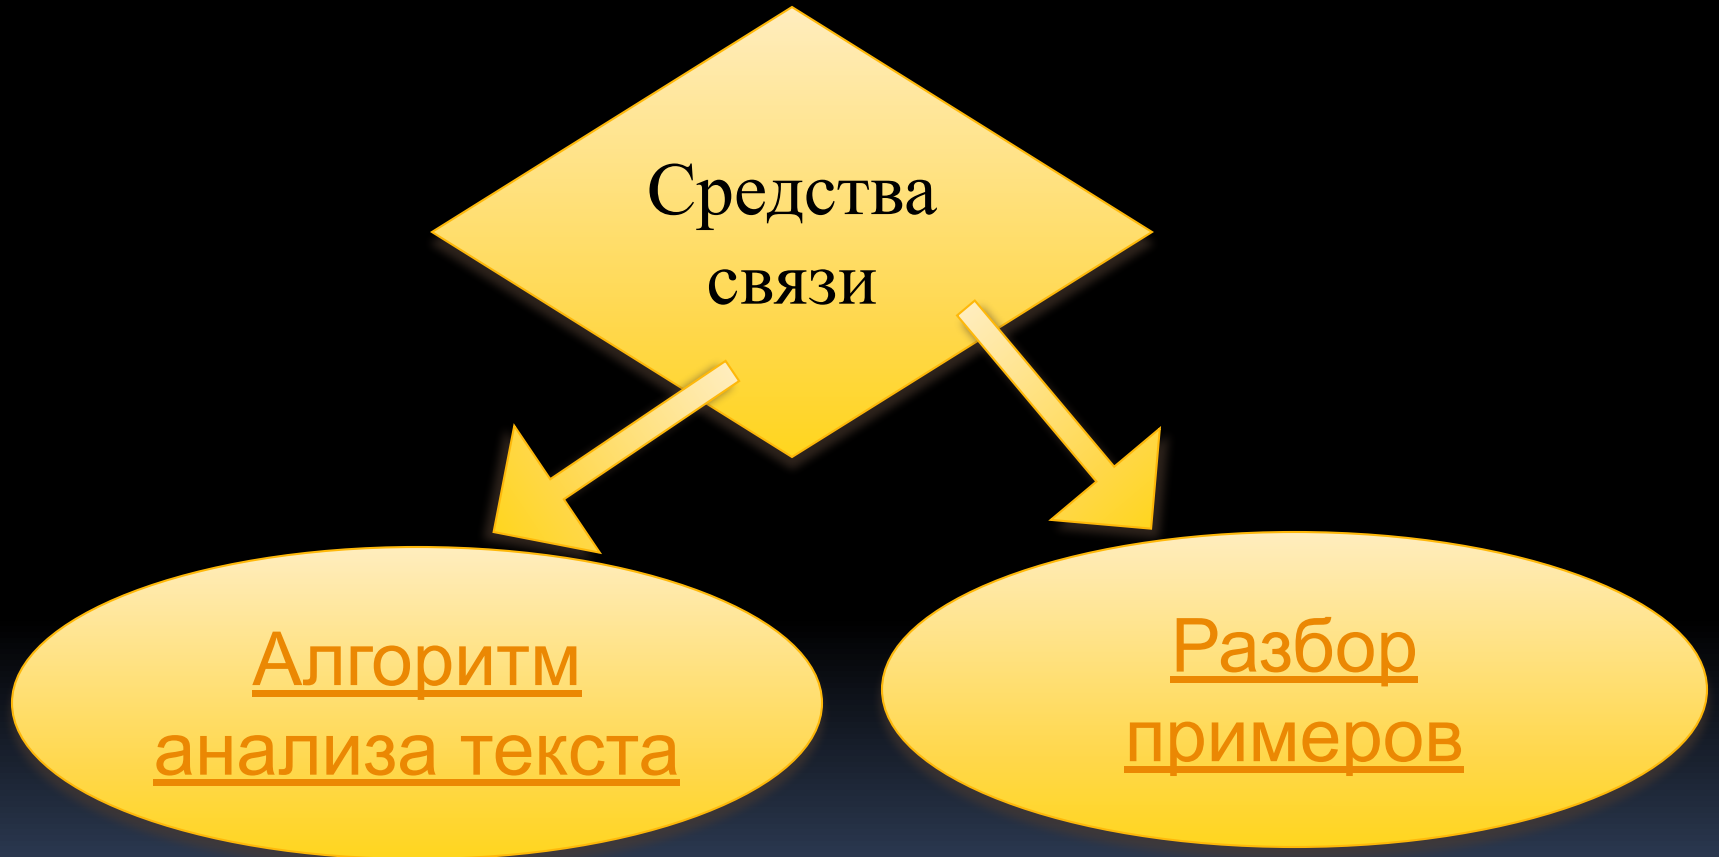 Средства
связи
Алгоритм
анализа текста
Разбор
примеров